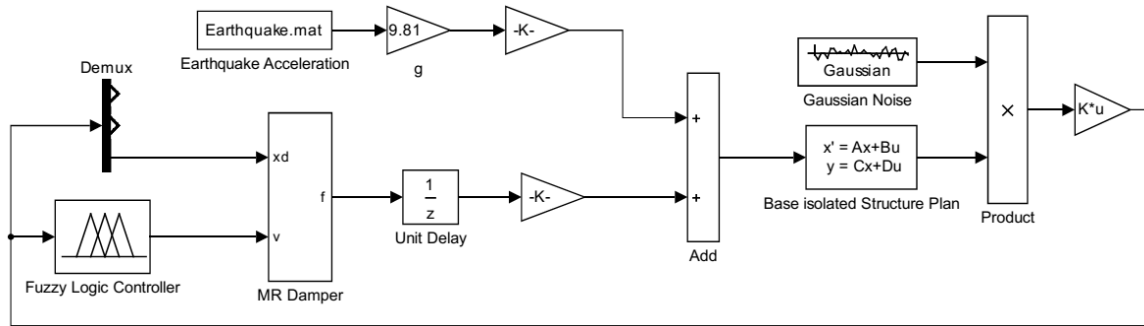 Earthquake.mat
Earthquake Acceleration
9.81
g
-K-
Demux
xd
v
f
MR Damper
Fuzzy Logic Controller
1
z
Unit Delay
-K-
+
+
Add
Gaussian
Gaussian Noise
x' = Ax+Bu
y = Cx+Du
Base isolated Structure Plan
×
Product
K*u